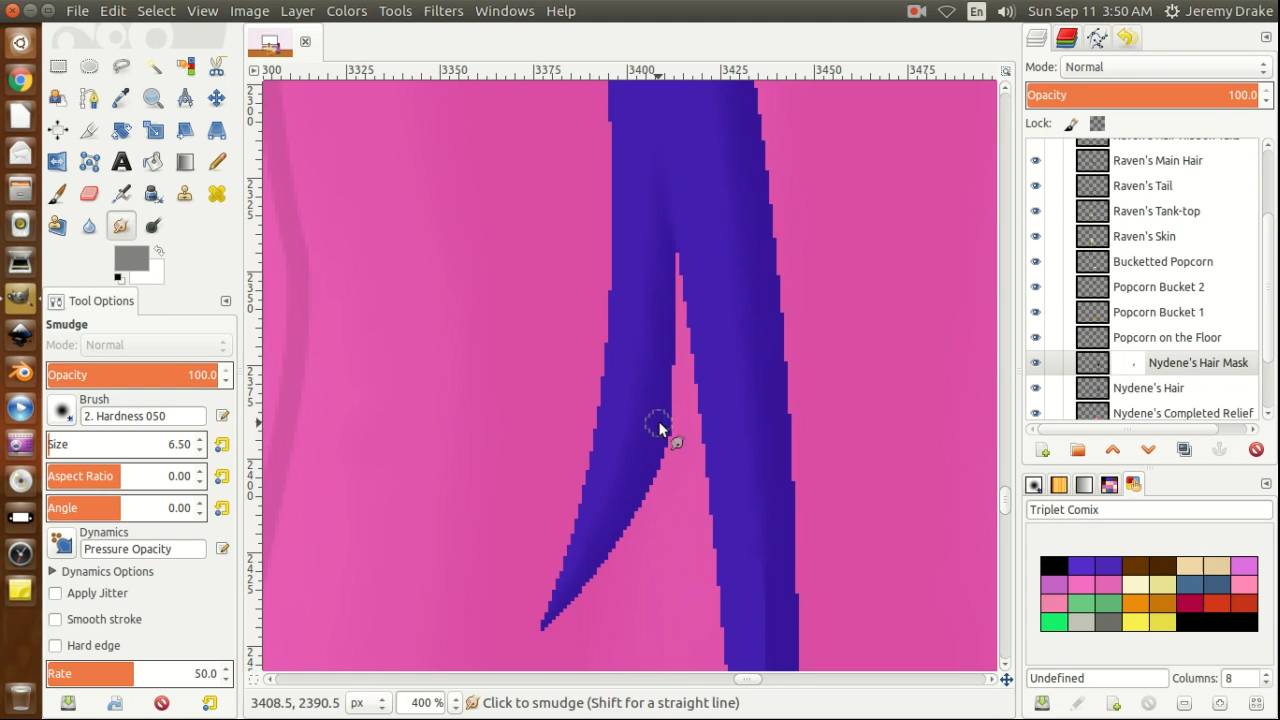 File Edit Select View Image Layer Colors Tools Filters Windows Help
En Sun Sep 11 3:50 AM Jeremy Drake
300 3325 3350 3375 3400 3425 3450 3475
Tool Options
Smudge
Mode: Normal
Opacity 100.0
Brush
2. Hardness 050
Size 6.50
Aspect Ratio 0.00
Angle 0.00
Dynamics
Pressure Opacity
Dynamics Options
Apply Jitter
Smooth stroke
Hard edge
Rate 50.0
3408.5, 2390.5 px 400 % Click to smudge (Shift for a straight line)
Mode: Normal
Opacity 100.0
Lock:
Raven's Main Hair
Raven's Tail
Raven's Tank-top
Raven's Skin
Bucketted Popcorn
Popcorn Bucket 2
Popcorn Bucket 1
Popcorn on the Floor
Nydene's Hair Mask
Nydene's Hair
Nydene's Completed Relief
Triplet Comix
Undefined Columns: 8